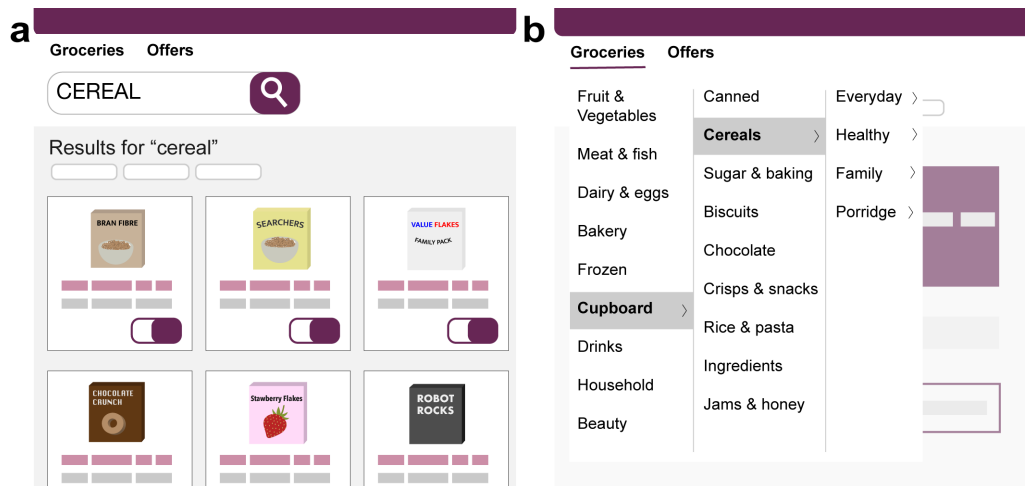 a
Groceries Offers
CEREAL
Results for “cereal”
BRAN FIBRE
SEARCHERS
VALUE FLAKES
FAMILY PACK
CHOCOLATE
CRUNCH
Stawberry Flakes
ROBOT
ROCKS
b
Groceries Offers
Fruit &
Vegetables
Meat & fish
Dairy & eggs
Bakery
Frozen
Cupboard
Drinks
Household
Beauty
Canned
Cereals
Sugar & baking
Biscuits
Chocolate
Crisps & snacks
Rice & pasta
Ingredients
Jams & honey
Everyday
Healthy
Family
Porridge